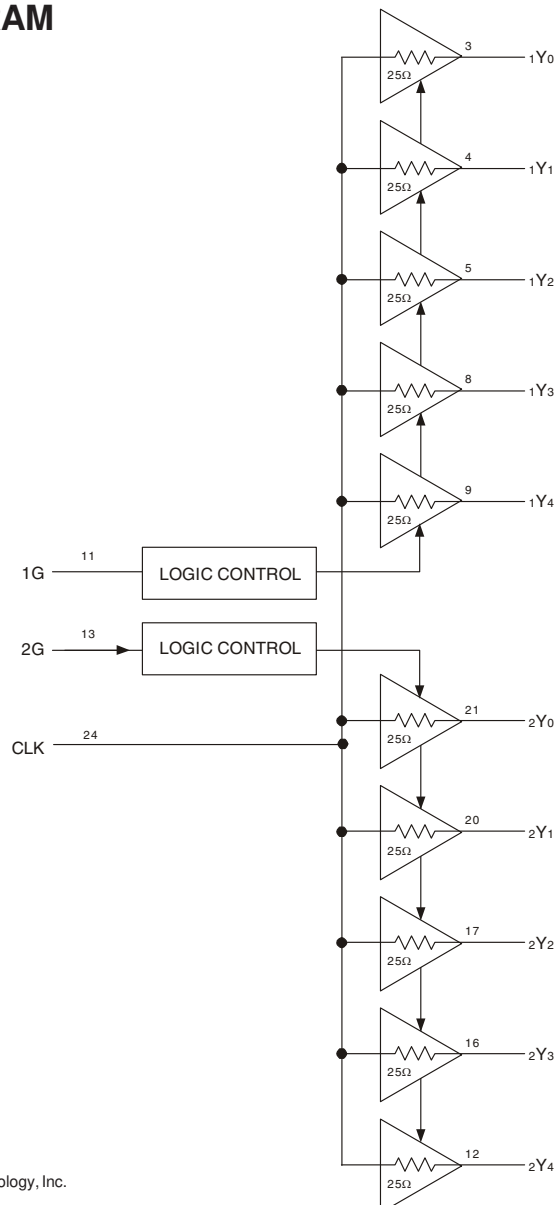 AM
3
1Y0
25Ω
4
1Y1
25Ω
5
1Y2
25Ω
8
1Y3
25Ω
9
1Y4
25Ω
11
1G
LOGIC CONTROL
13
2G
LOGIC CONTROL
21
2Y0
25Ω
24
CLK
20
2Y1
25Ω
17
2Y2
25Ω
16
2Y3
25Ω
12
2Y4
25Ω
ology, Inc.